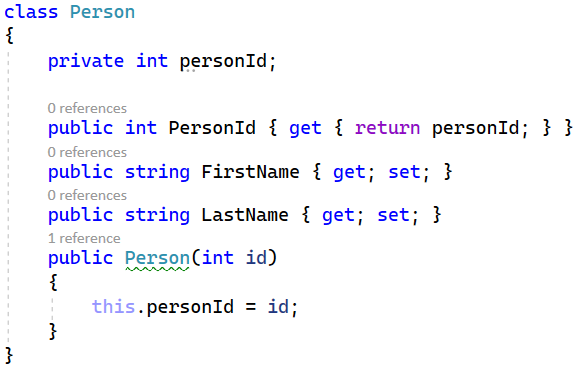 class Person
{
    private int personId;
    0 references
    public int PersonId { get { return personId; } }
    0 references
    public string FirstName { get; set; }
    0 references
    public string LastName { get; set; }
    1 reference
    public Person(int id)
    {
        this.personId = id;
    }
}